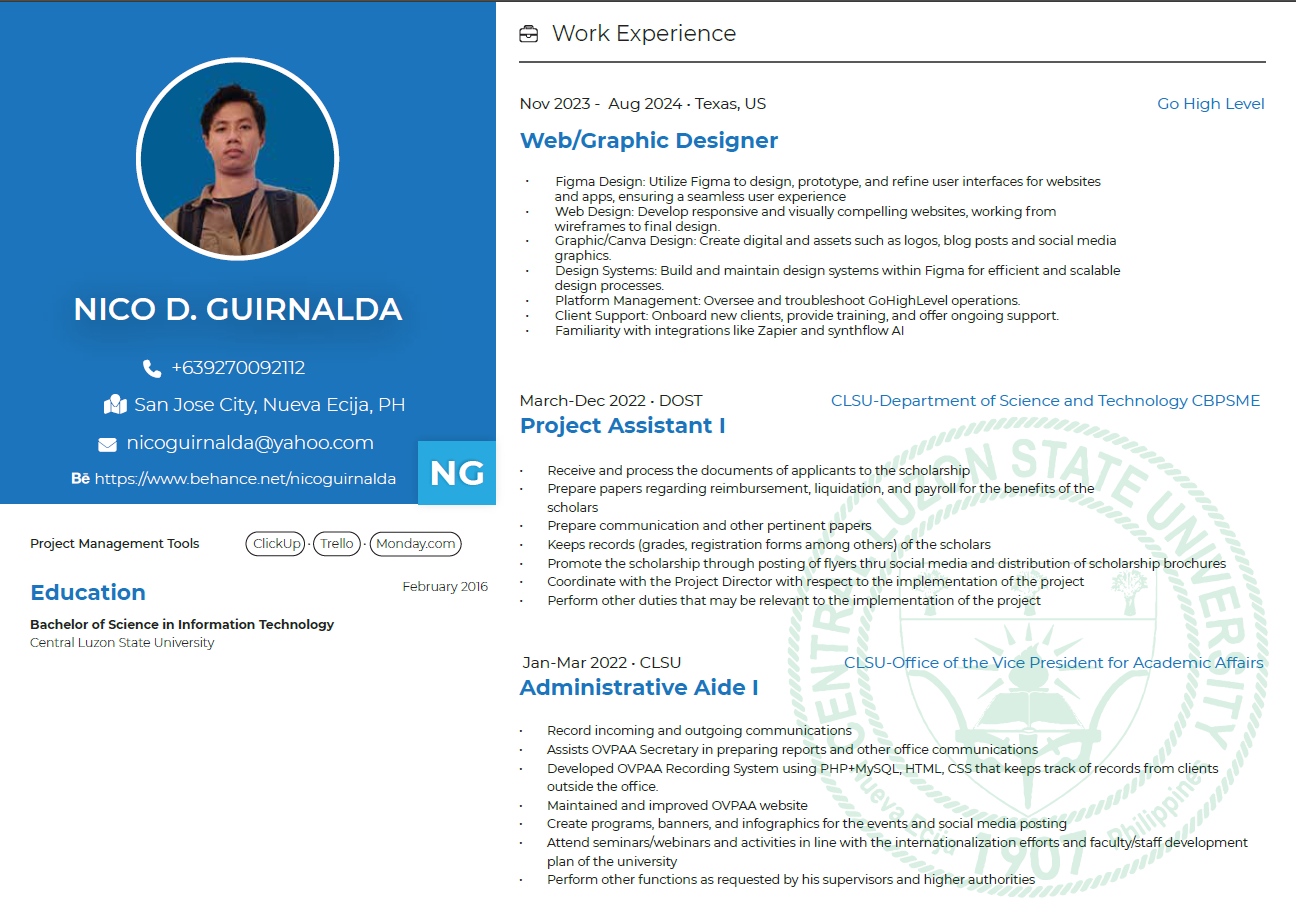 NICO D. GUIRNALDA
+639270092112
San Jose City, Nueva Ecija, PH
nicoguirnalda@yahoo.com
Bē https://www.behance.net/nicoguirnalda
NG
Project Management Tools ClickUp · Trello · Monday.com
Education February 2016
Bachelor of Science in Information Technology
Central Luzon State University
Work Experience
Nov 2023 - Aug 2024 • Texas, US Go High Level
Web/Graphic Designer
• Figma Design: Utilize Figma to design, prototype, and refine user interfaces for websites
and apps, ensuring a seamless user experience
• Web Design: Develop responsive and visually compelling websites, working from
wireframes to final design.
• Graphic/Canva Design: Create digital and assets such as logos, blog posts and social media
graphics.
• Design Systems: Build and maintain design systems within Figma for efficient and scalable
design processes.
• Platform Management: Oversee and troubleshoot GoHighLevel operations.
• Client Support: Onboard new clients, provide training, and offer ongoing support.
• Familiarity with integrations like Zapier and synthflow AI
March-Dec 2022 • DOST CLSU-Department of Science and Technology CBPSME
Project Assistant I
• Receive and process the documents of applicants to the scholarship
• Prepare papers regarding reimbursement, liquidation, and payroll for the benefits of the
scholars
• Prepare communication and other pertinent papers
• Keeps records (grades, registration forms among others) of the scholars
• Promote the scholarship through posting of flyers thru social media and distribution of scholarship brochures
• Coordinate with the Project Director with respect to the implementation of the project
• Perform other duties that may be relevant to the implementation of the project
Jan-Mar 2022 • CLSU CLSU-Office of the Vice President for Academic Affairs
Administrative Aide I
• Record incoming and outgoing communications
• Assists OVPAA Secretary in preparing reports and other office communications
• Developed OVPAA Recording System using PHP+MySQL, HTML, CSS that keeps track of records from clients
outside the office.
• Maintained and improved OVPAA website
• Create programs, banners, and infographics for the events and social media posting
• Attend seminars/webinars and activities in line with the internationalization efforts and faculty/staff development
plan of the university
• Perform other functions as requested by his supervisors and higher authorities
CENTRAL LUZON STATE UNIVERSITY
Nueva Ecija 1907 Philippines